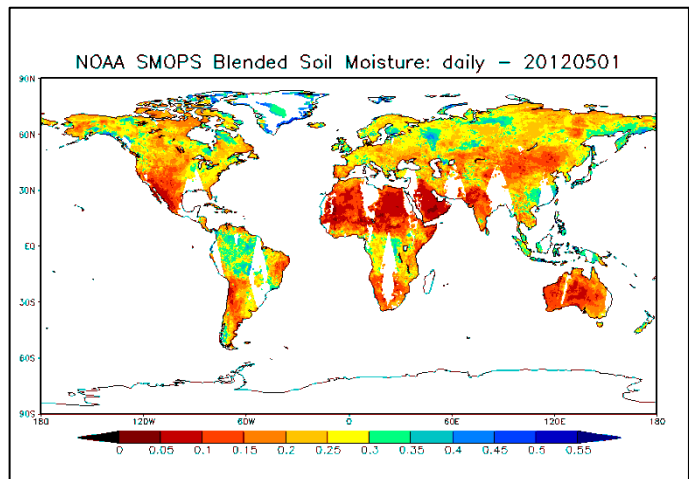 NOAA SMOPS Blended Soil Moisture: daily – 20120501
90N
60N
30N
EQ
30S
60S
90S
180 120W 60W 0 60E 120E 180
0 0.05 0.1 0.15 0.2 0.25 0.3 0.35 0.4 0.45 0.5 0.55